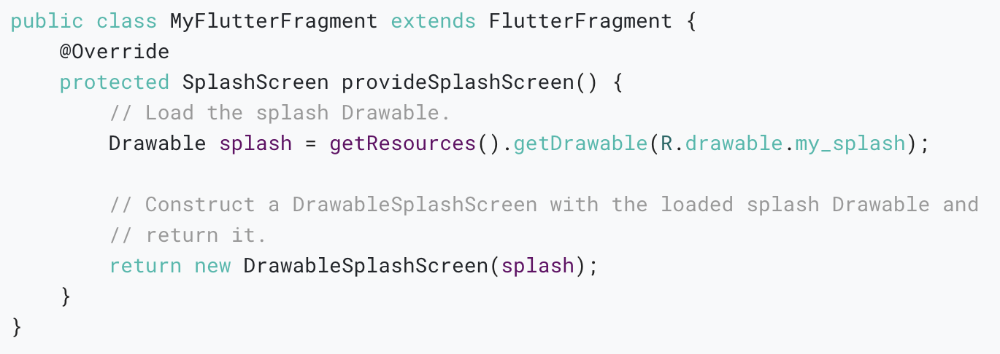 public class MyFlutterFragment extends FlutterFragment {
    @Override
    protected SplashScreen provideSplashScreen() {
        // Load the splash Drawable.
        Drawable splash = getResources().getDrawable(R.drawable.my_splash);

        // Construct a DrawableSplashScreen with the loaded splash Drawable and
        // return it.
        return new DrawableSplashScreen(splash);
    }
}